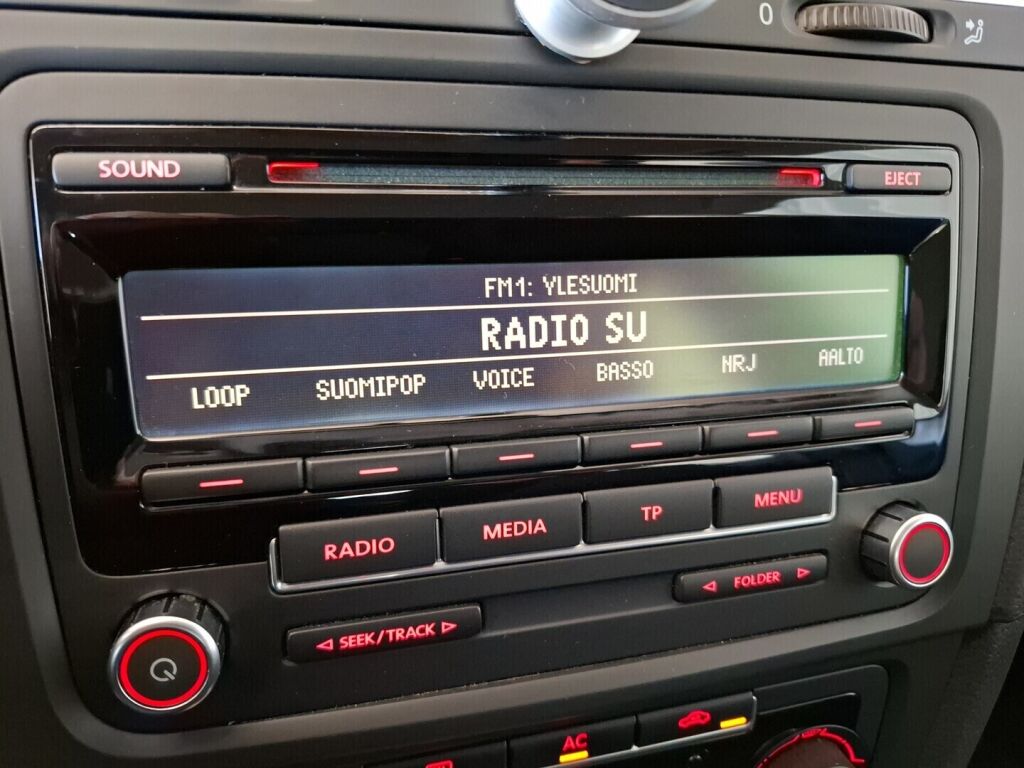 0
SOUND
EJECT
FM1: YLESUOMI
RADIO SU
LOOP SUOMIPOP VOICE BASSO NRJ AALTO
RADIO MEDIA TP MENU
SEEK/TRACK
FOLDER
AC